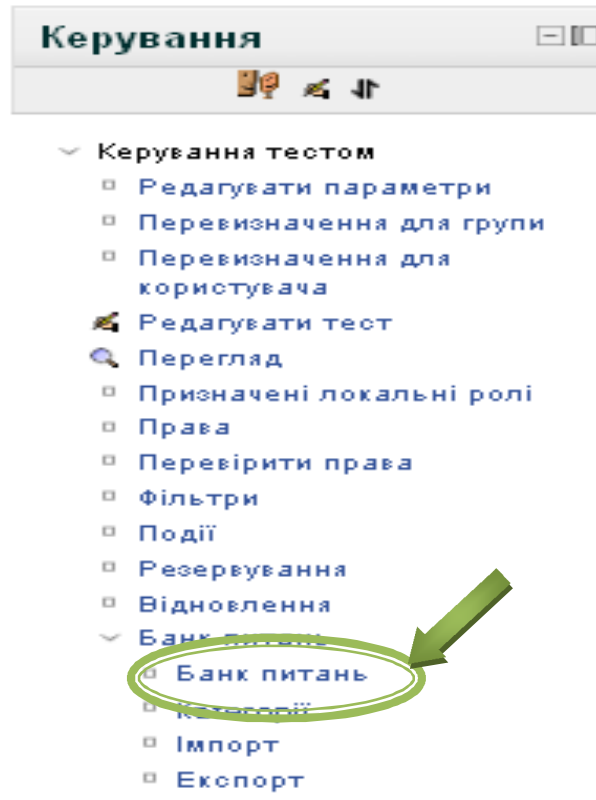 Керування
Керування тестом
Редагувати параметри
Перевизначення для групи
Перевизначення для
користувача
Редагувати тест
Перегляд
Призначені локальні ролі
Права
Перевірити права
Фільтри
Події
Резервування
Відновлення
Банк питань
Банк питань
Категорії
Імпорт
Експорт